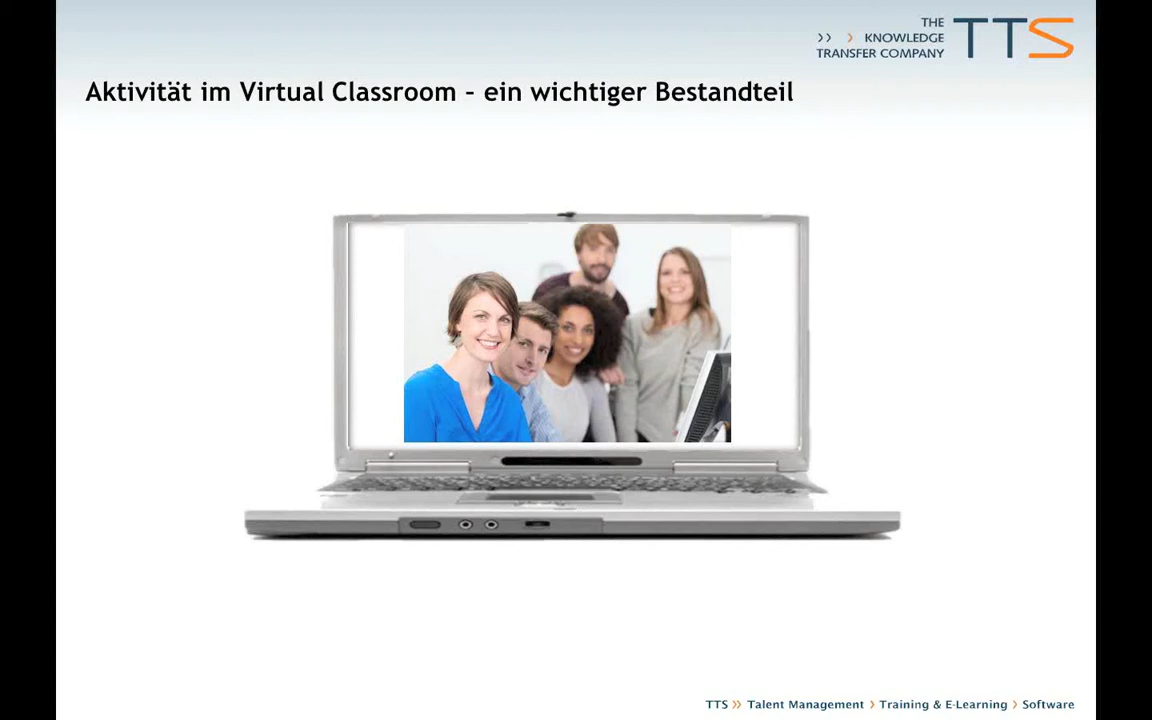 THE
›› › KNOWLEDGE
TRANSFER COMPANY
TTS
Aktivität im Virtual Classroom – ein wichtiger Bestandteil
TTS ›› Talent Management › Training & E-Learning › Software